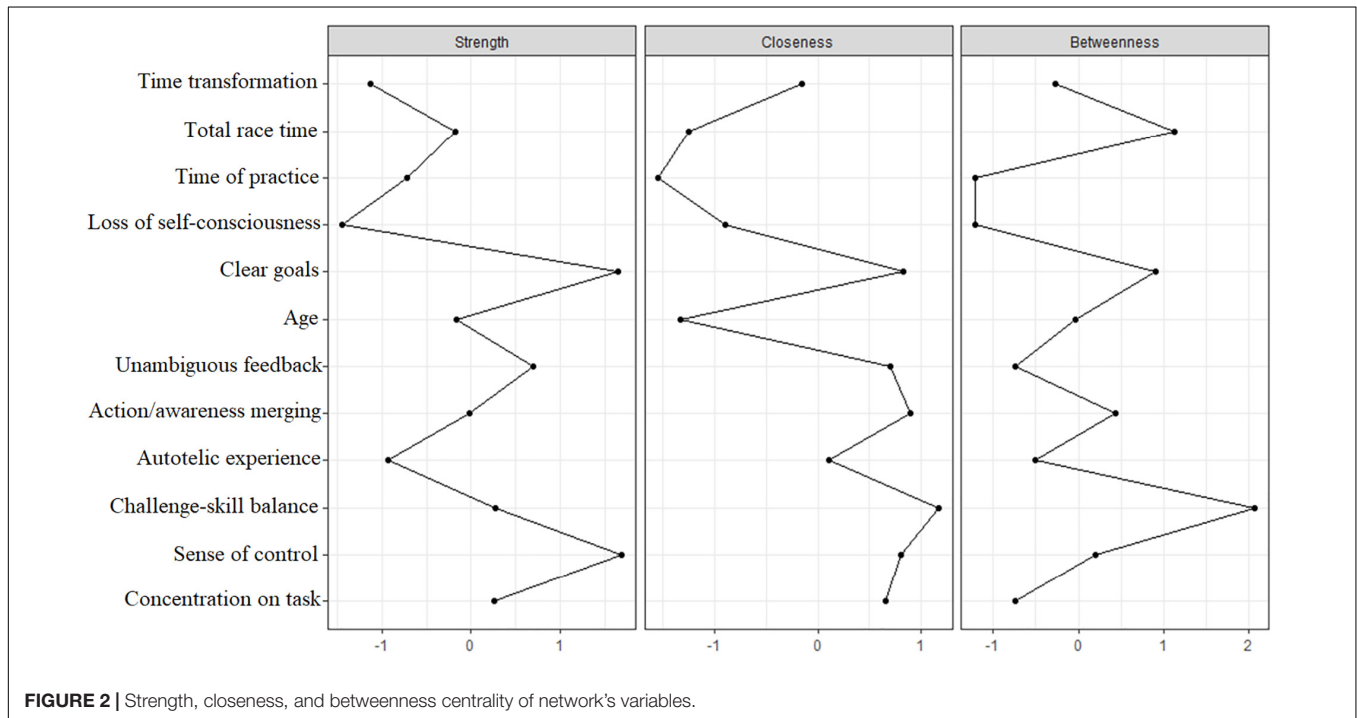 Strength Closeness Betweenness
Time transformation
Total race time
Time of practice
Loss of self-consciousness
Clear goals
Age
Unambiguous feedback
Action/awareness merging
Autotelic experience
Challenge-skill balance
Sense of control
Concentration on task
-1 0 1 -1 0 1 -1 0 1 2
FIGURE 2 | Strength, closeness, and betweenness centrality of network's variables.